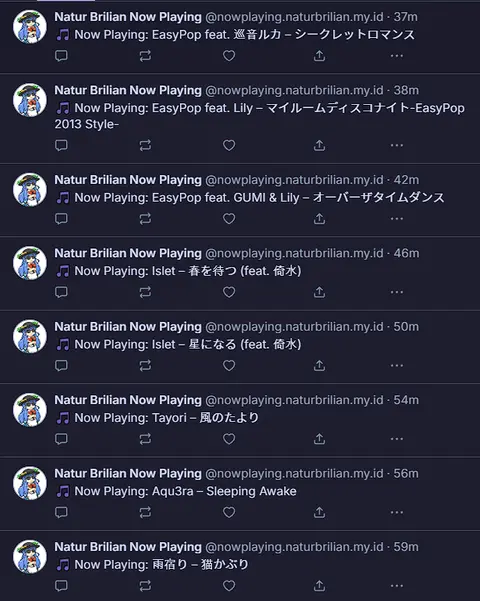 Natur Brilian Now Playing @nowplaying.naturbrilian.my.id · 37m
🎵 Now Playing: EasyPop feat. 巡音ルカ – シークレットロマンス
Natur Brilian Now Playing @nowplaying.naturbrilian.my.id · 38m
🎵 Now Playing: EasyPop feat. Lily – マイルームディスコナイト-EasyPop
2013 Style-
Natur Brilian Now Playing @nowplaying.naturbrilian.my.id · 42m
🎵 Now Playing: EasyPop feat. GUMI & Lily – オーバーザタイムダンス
Natur Brilian Now Playing @nowplaying.naturbrilian.my.id · 46m
🎵 Now Playing: Islet – 春を待つ (feat. 倚水)
Natur Brilian Now Playing @nowplaying.naturbrilian.my.id · 50m
🎵 Now Playing: Islet – 星になる (feat. 倚水)
Natur Brilian Now Playing @nowplaying.naturbrilian.my.id · 54m
🎵 Now Playing: Tayori – 風のたより
Natur Brilian Now Playing @nowplaying.naturbrilian.my.id · 56m
🎵 Now Playing: Aqu3ra – Sleeping Awake
Natur Brilian Now Playing @nowplaying.naturbrilian.my.id · 59m
🎵 Now Playing: 雨宿り – 猫かぶり